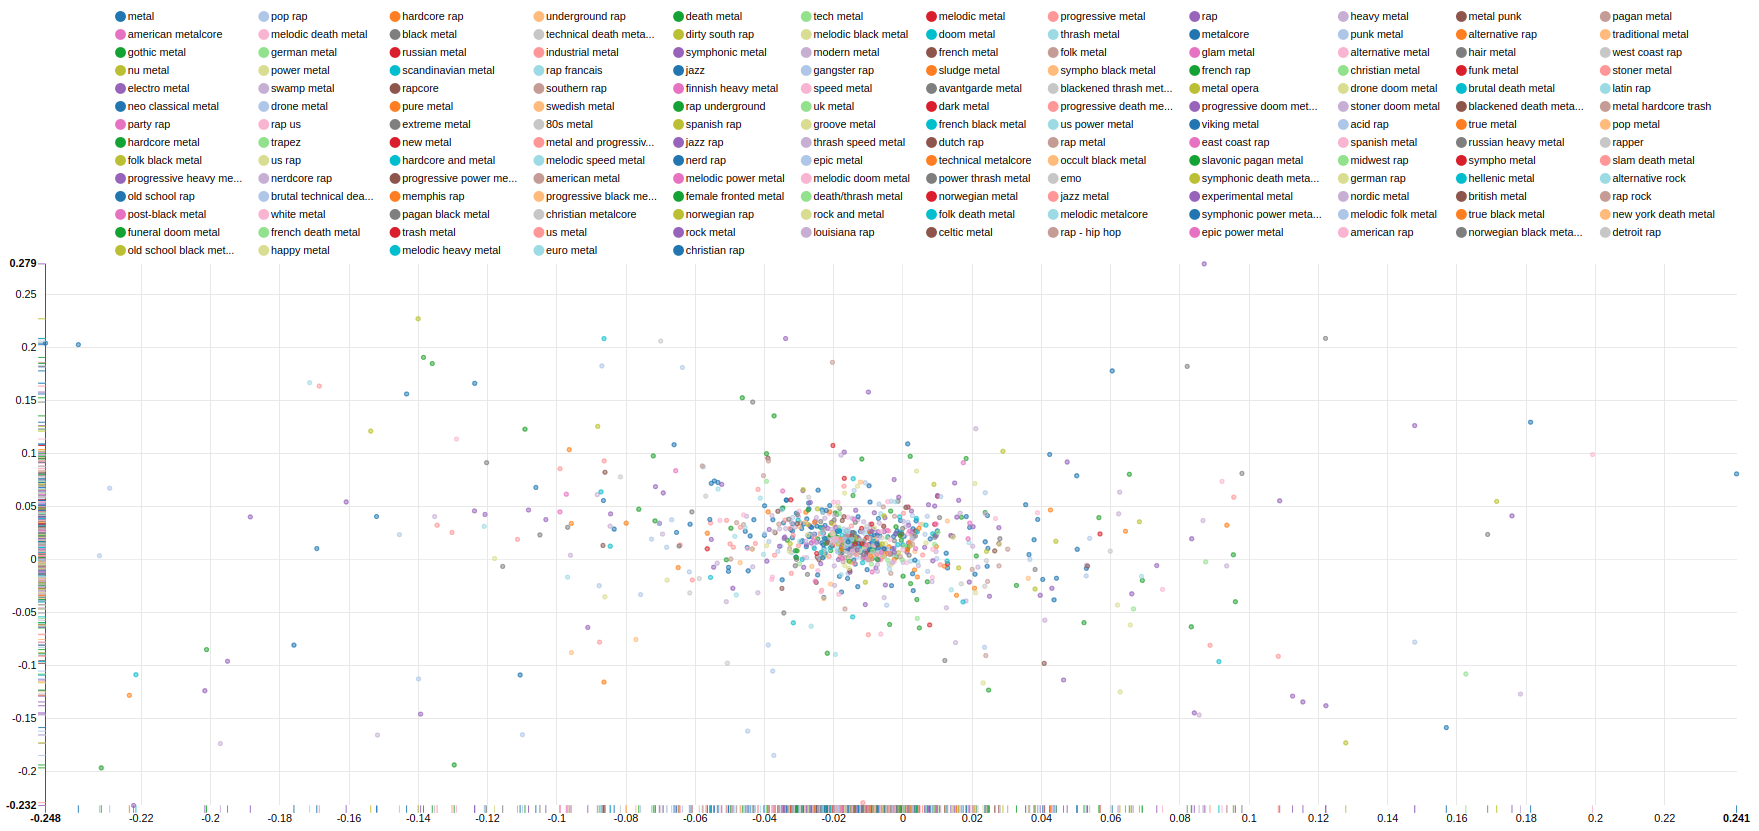 metal pop rap hardcore rap underground rap death metal tech metal melodic metal progressive metal rap heavy metal metal punk pagan metal
american metalcore melodic death metal black metal technical death meta... dirty south rap melodic black metal doom metal thrash metal metalcore punk metal alternative rap traditional metal
gothic metal german metal russian metal industrial metal symphonic metal modern metal french metal folk metal glam metal alternative metal hair metal west coast rap
nu metal power metal scandinavian metal rap francais jazz gangster rap sludge metal sympho black metal french rap christian metal funk metal stoner metal
electro metal swamp metal rapcore southern rap finnish heavy metal speed metal avantgarde metal blackened thrash met... metal opera drone doom metal brutal death metal latin rap
neo classical metal drone metal pure metal swedish metal rap underground uk metal dark metal progressive death me... progressive doom met... stoner doom metal blackened death meta... metal hardcore trash
party rap rap us extreme metal 80s metal spanish rap groove metal french black metal us power metal viking metal acid rap true metal pop metal
hardcore metal trapez new metal metal and progressiv... jazz rap thrash speed metal dutch rap rap metal east coast rap spanish metal russian heavy metal rapper
folk black metal us rap hardcore and metal melodic speed metal nerd rap epic metal technical metalcore occult black metal slavonic pagan metal midwest rap sympho metal slam death metal
progressive heavy me... nerdcore rap progressive power me... american metal melodic power metal melodic doom metal power thrash metal emo symphonic death meta... german rap hellenic metal alternative rock
old school rap brutal technical dea... memphis rap progressive black me... female fronted metal death/thrash metal norwegian metal jazz metal experimental metal nordic metal british metal rap rock
post-black metal white metal pagan black metal christian metalcore norwegian rap rock and metal folk death metal melodic metalcore symphonic power meta... melodic folk metal true black metal new york death metal
funeral doom metal french death metal trash metal us metal rock metal louisiana rap celtic metal rap - hip hop epic power metal american rap norwegian black meta... detroit rap
old school black met... happy metal melodic heavy metal euro metal christian rap
0.279
0.25
0.2
0.15
0.1
0.05
0
-0.05
-0.1
-0.15
-0.2
-0.232
-0.248 -0.22 -0.2 -0.18 -0.16 -0.14 -0.12 -0.1 -0.08 -0.06 -0.04 -0.02 0 0.02 0.04 0.06 0.08 0.1 0.12 0.14 0.16 0.18 0.2 0.22 0.241